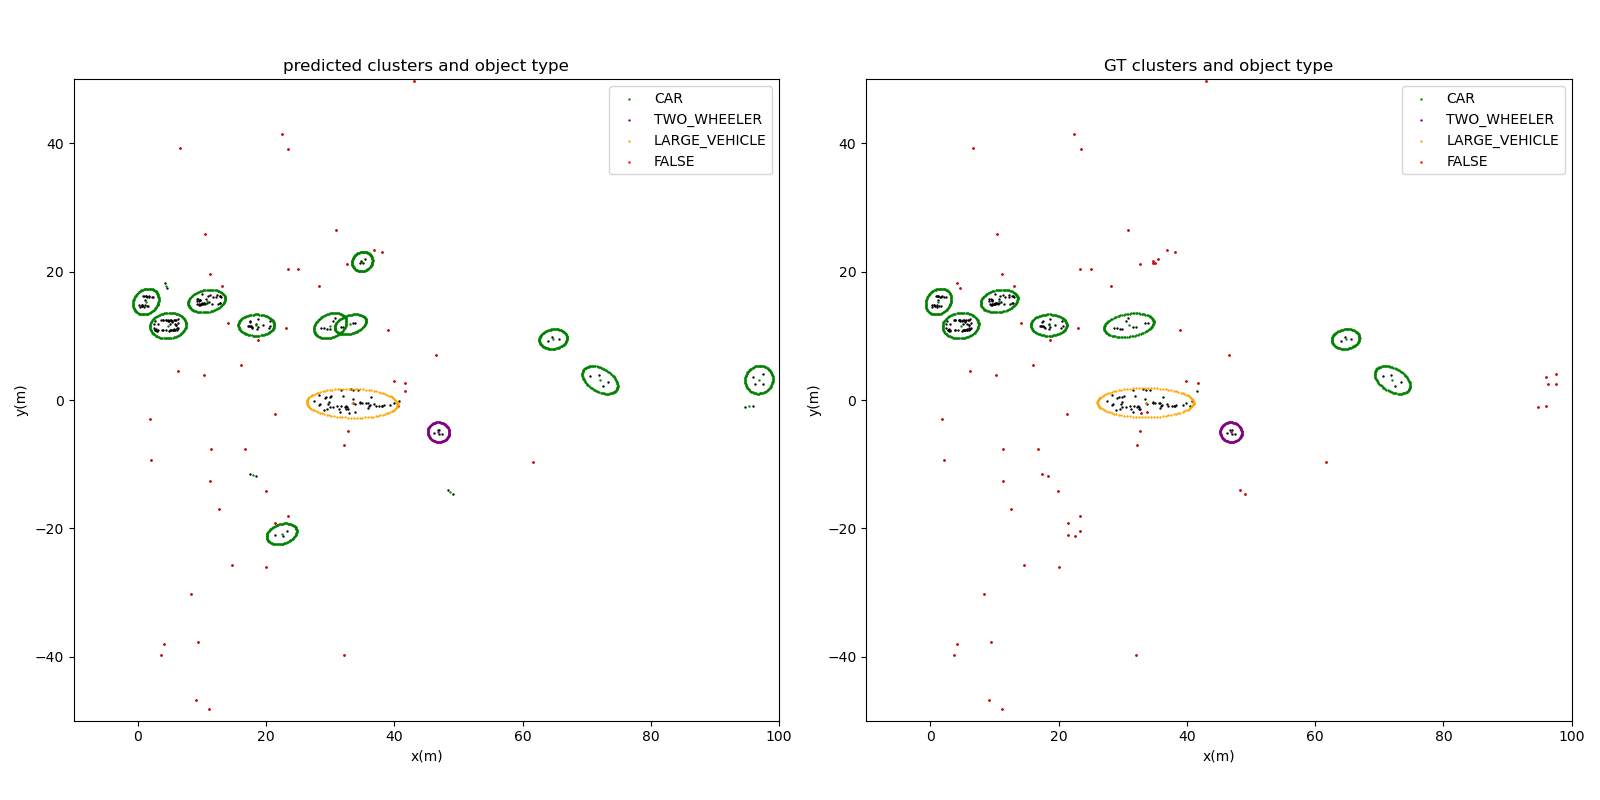 predicted clusters and object type
CAR
TWO_WHEELER
LARGE_VEHICLE
FALSE
40
20
0
−20
−40
y(m)
0
20
40
60
80
100
x(m)
GT clusters and object type
CAR
TWO_WHEELER
LARGE_VEHICLE
FALSE
40
20
0
−20
−40
y(m)
0
20
40
60
80
100
x(m)